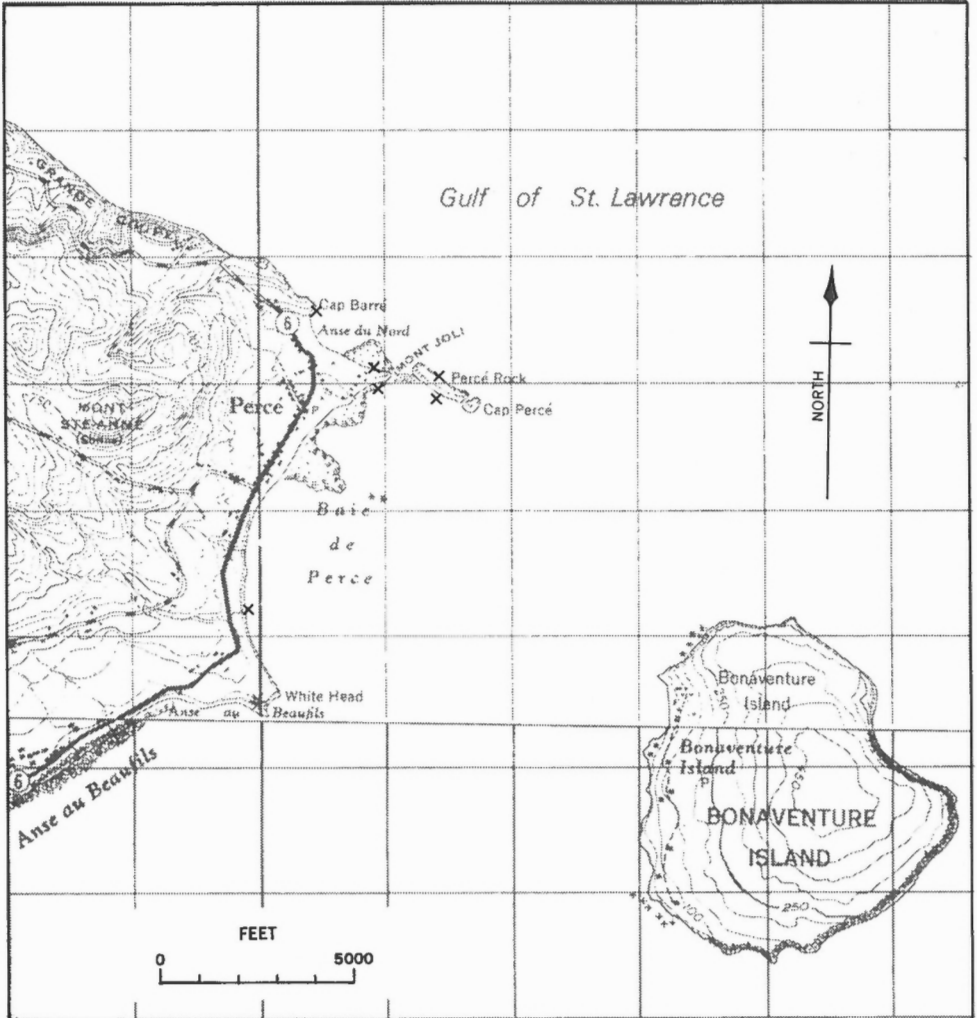 GRANDE COUPE
Gulf of St. Lawrence
Cap Barré
6
Anse du Nord
MONT JOLI
NORTH
Percé Rock
Percé
P
Cap Percé
MONT
STE-ANNE
Baie
de
Perce
White Head
Anse au Beaufils
6
Anse au Beaufils
Bonaventure
Island
250
Bonaventure
Island
P
BONAVENTURE
ISLAND
250
100
FEET
0 5000